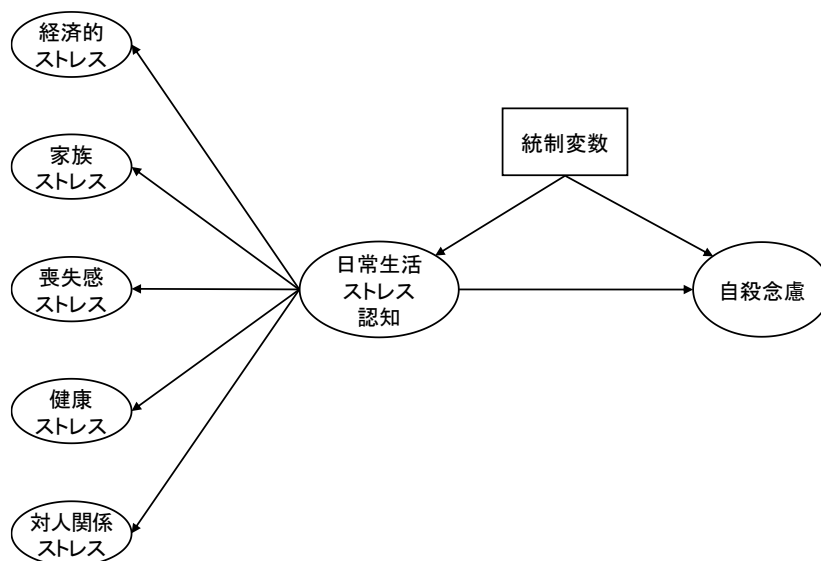 経済的
ストレス
家族
ストレス
喪失感
ストレス
健康
ストレス
対人関係
ストレス
日常生活
ストレス
認知
統制変数
自殺念慮